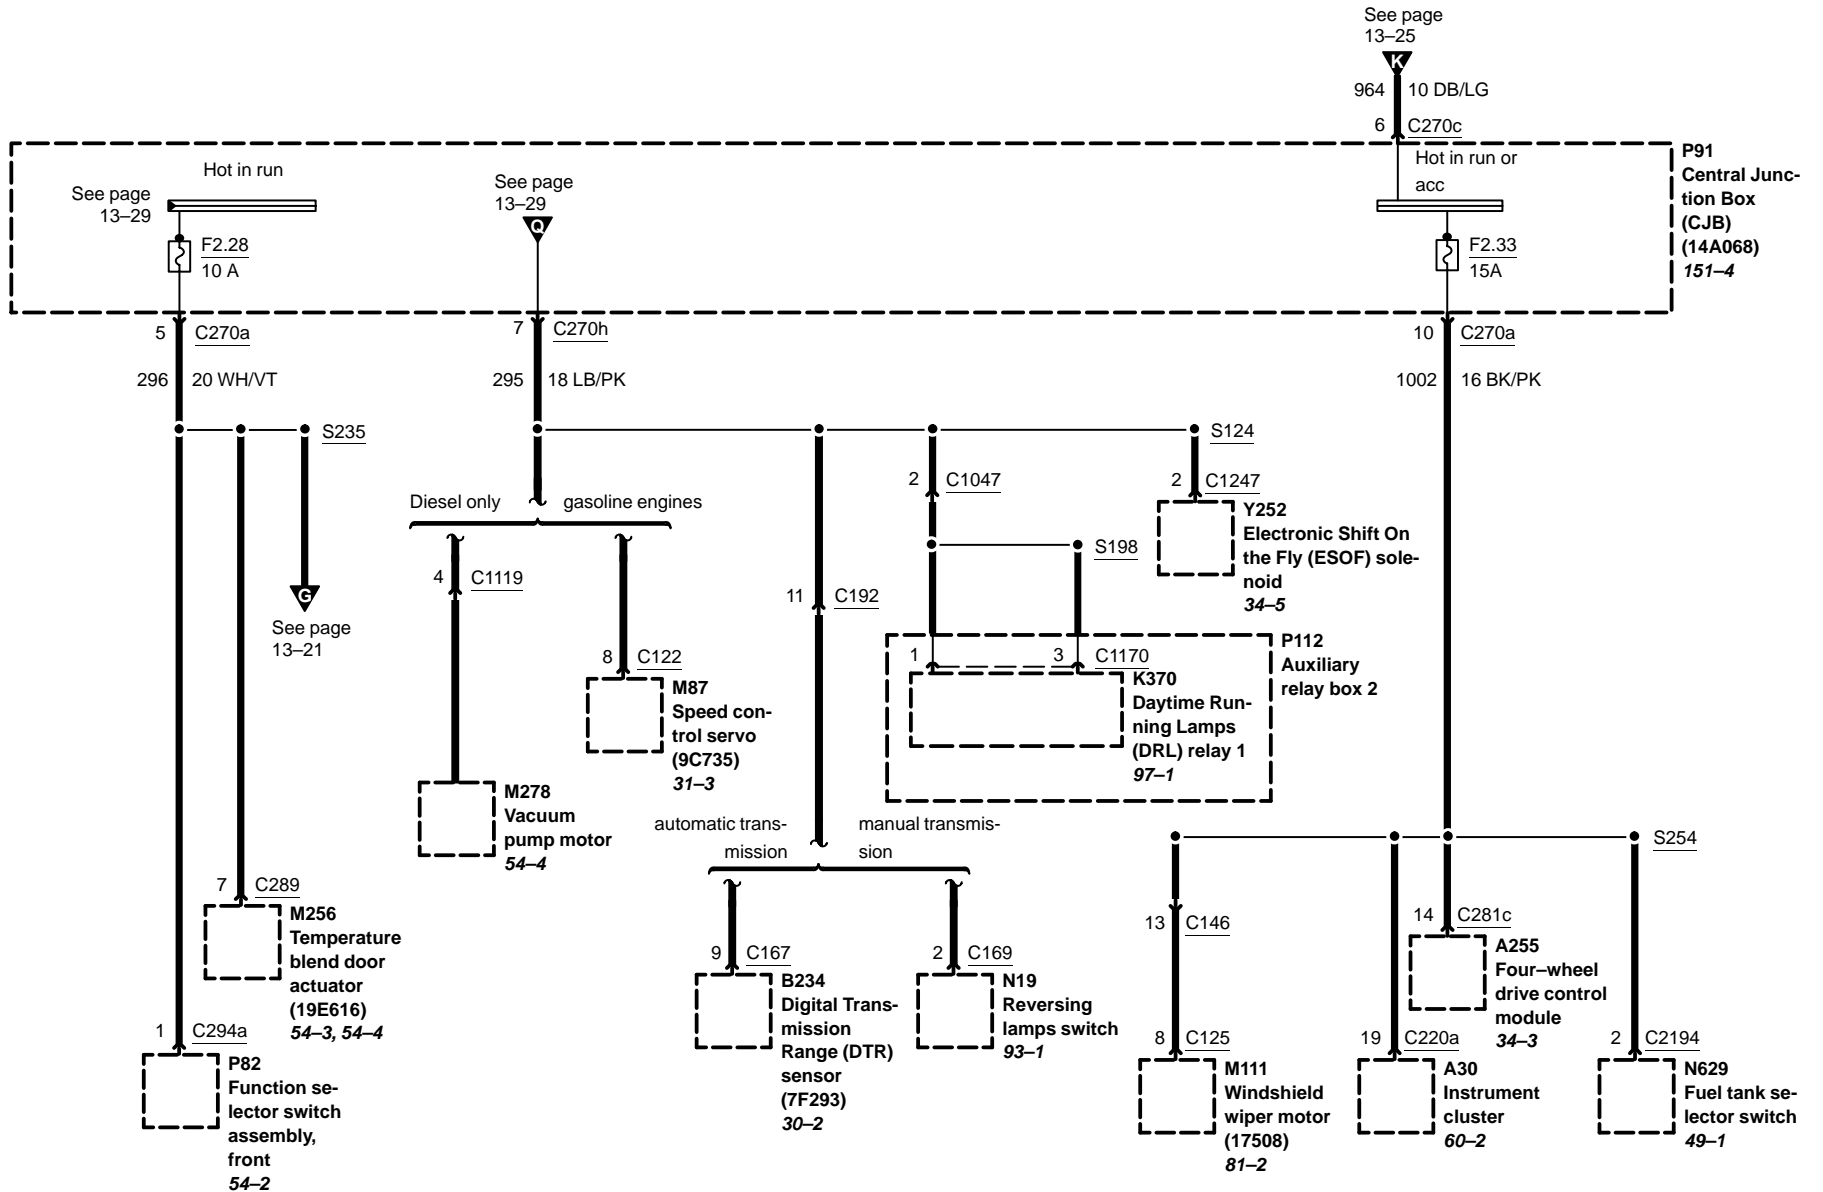 See page
13–25
K
964
10 DB/LG
6
C270c
P91
Central Junc-
tion Box
(CJB)
(14A068)
151–4
Hot in run
See page
13–29
F2.28
10 A
See page
13–29
Q
Hot in run or
acc
F2.33
15A
5
C270a
7
C270h
10
C270a
296
20 WH/VT
295
18 LB/PK
1002
16 BK/PK
S235
S124
G
See page
13–21
Diesel only
gasoline engines
2
C1047
2
C1247
Y252
Electronic Shift On
the Fly (ESOF) sole-
noid
34–5
S198
4
C1119
11
C192
8
C122
M87
Speed con-
trol servo
(9C735)
31–3
1
3
C1170
P112
Auxiliary
relay box 2
K370
Daytime Run-
ning Lamps
(DRL) relay 1
97–1
M278
Vacuum
pump motor
54–4
automatic trans-
mission
manual transmis-
sion
S254
7
C289
M256
Temperature
blend door
actuator
(19E616)
54–3, 54–4
9
C167
B234
Digital Trans-
mission
Range (DTR)
sensor
(7F293)
30–2
2
C169
N19
Reversing
lamps switch
93–1
13
C146
14
C281c
A255
Four–wheel
drive control
module
34–3
1
C294a
P82
Function se-
lector switch
assembly,
front
54–2
8
C125
M111
Windshield
wiper motor
(17508)
81–2
19
C220a
A30
Instrument
cluster
60–2
2
C2194
N629
Fuel tank se-
lector switch
49–1